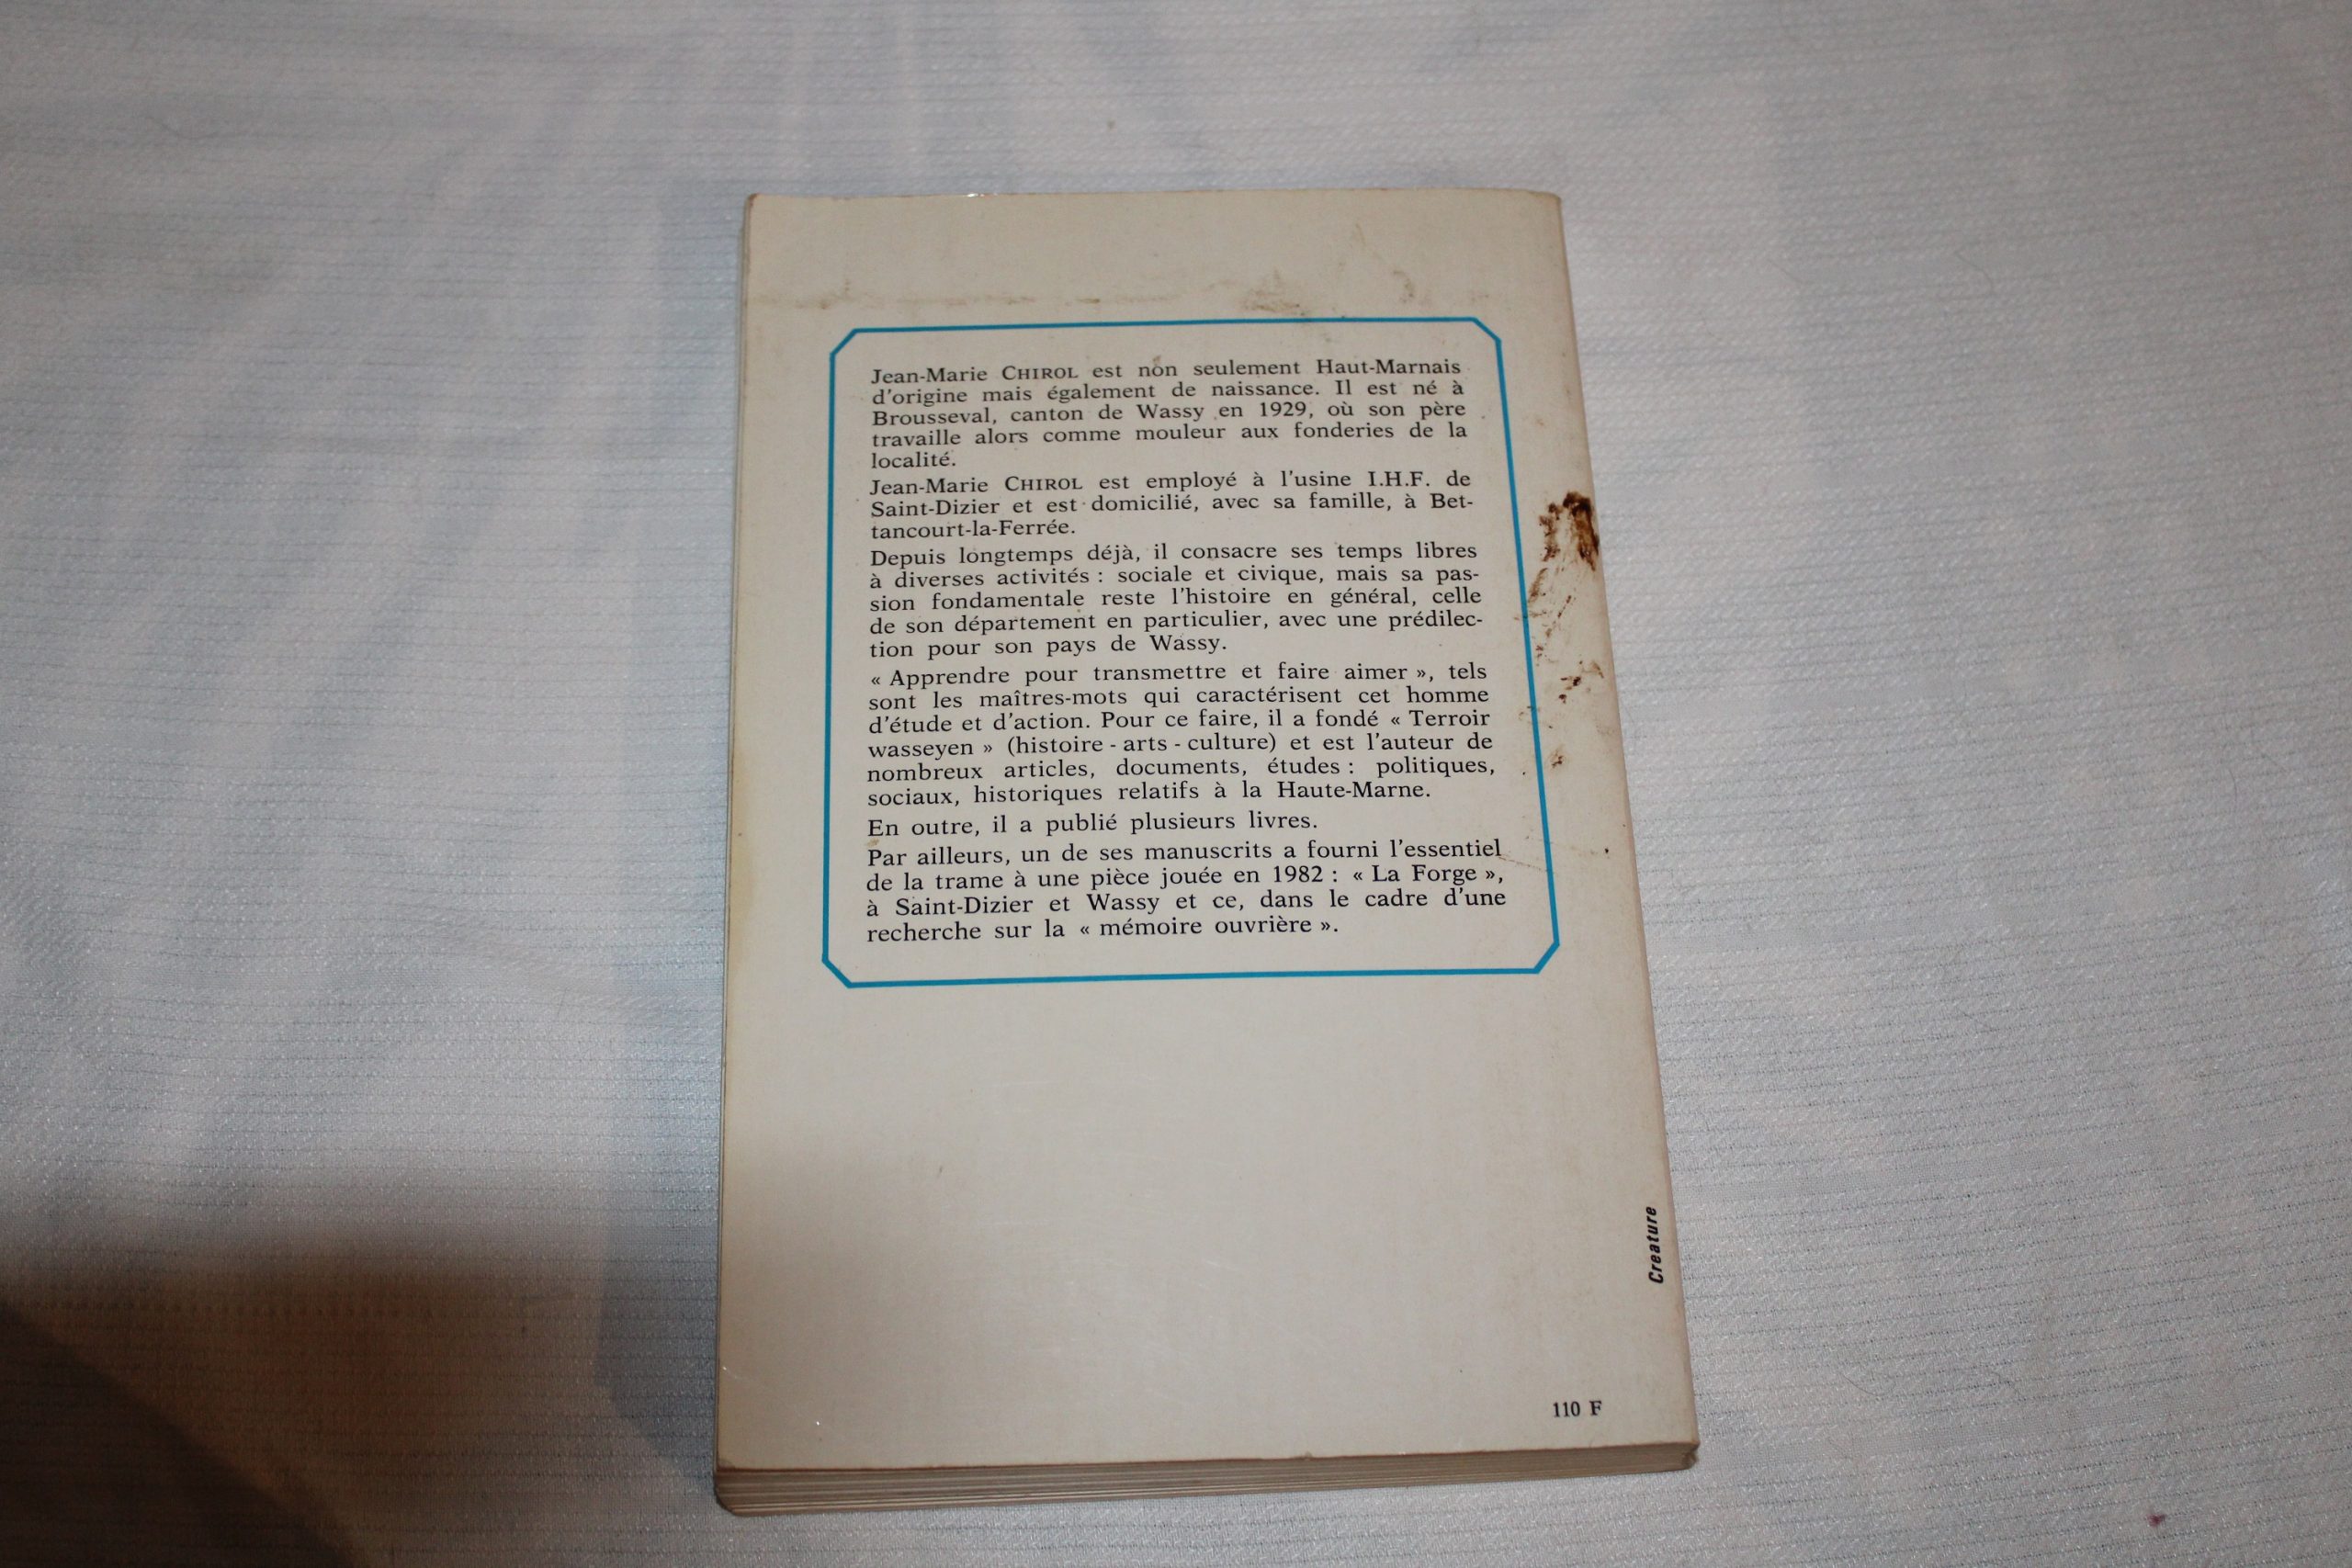 Jean-Marie CHIROL est non seulement Haut-Marnais
d'origine mais également de naissance. Il est né à
Brousseval, canton de Wassy en 1929, où son père
travaille alors comme mouleur aux fonderies de la
localité.
Jean-Marie CHIROL est employé à l'usine I.H.F. de
Saint-Dizier et est domicilié, avec sa famille, à Bet-
tancourt-la-Ferrée.
Depuis longtemps déjà, il consacre ses temps libres
à diverses activités : sociale et civique, mais sa pas-
sion fondamentale reste l'histoire en général, celle
de son département en particulier, avec une prédilec-
tion pour son pays de Wassy.
« Apprendre pour transmettre et faire aimer », tels
sont les maîtres-mots qui caractérisent cet homme
d'étude et d'action. Pour ce faire, il a fondé « Terroir
wasseyen » (histoire - arts - culture) et est l'auteur de
nombreux articles, documents, études : politiques,
sociaux, historiques relatifs à la Haute-Marne.
En outre, il a publié plusieurs livres.
Par ailleurs, un de ses manuscrits a fourni l'essentiel
de la trame à une pièce jouée en 1982 : « La Forge »,
à Saint-Dizier et Wassy et ce, dans le cadre d'une
recherche sur la « mémoire ouvrière ».
Creature
110 F